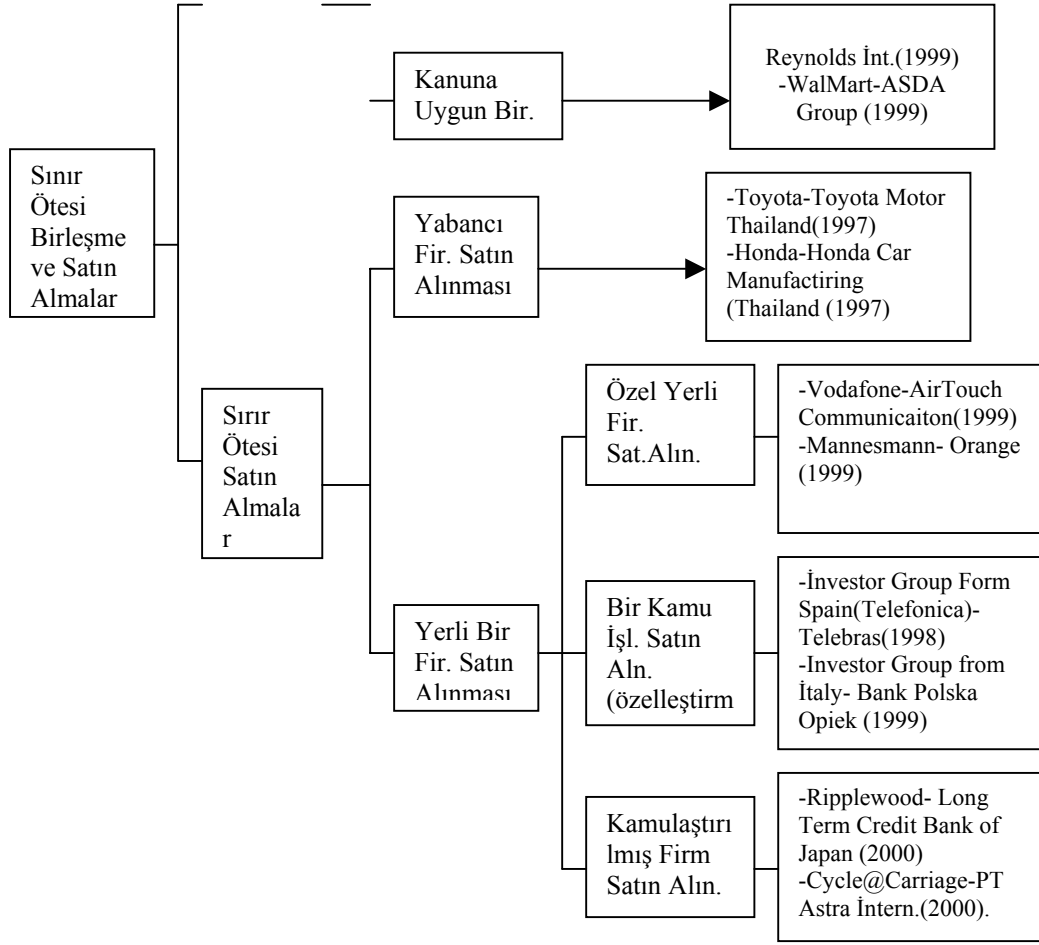 Reynolds İnt.(1999)
-WalMart-ASDA
Group (1999)
Kanuna
Uygun Bir.
Sınır
Ötesi
Birleşme
ve Satın
Almalar
Yabancı
Fir. Satın
Alınması
-Toyota-Toyota Motor
Thailand(1997)
-Honda-Honda Car
Manufactiring
(Thailand (1997)
Sırır
Ötesi
Satın
Almala
r
Özel Yerli
Fir.
Sat.Alın.
-Vodafone-AirTouch
Communicaiton(1999)
-Mannesmann- Orange
(1999)
Yerli Bir
Fir. Satın
Alınması
Bir Kamu
İşl. Satın
Aln.
(özelleştirm
-İnvestor Group Form
Spain(Telefonica)-
Telebras(1998)
-Investor Group from
İtaly- Bank Polska
Opiek (1999)
Kamulaştırı
lmış Firm
Satın Alın.
-Ripplewood- Long
Term Credit Bank of
Japan (2000)
-Cycle@Carriage-PT
Astra İntern.(2000).